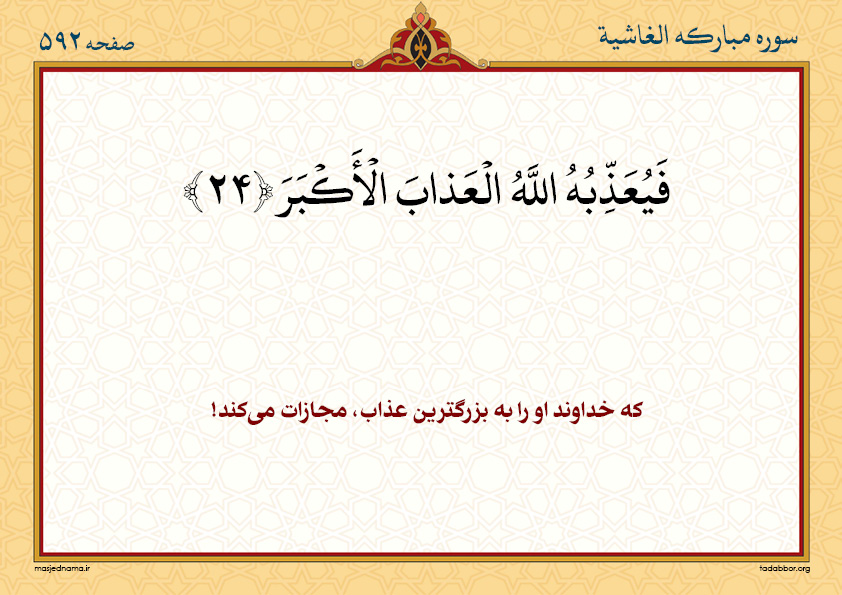 سوره مبارکه الغاشیة
صفحه ۵۹۲
فَيُعَذِّبُهُ اللَّهُ الْعَذابَ الْأَكْبَرَ ﴿۲۴﴾
که خداوند او را به بزرگترین عذاب، مجازات می‌کند!
masjednama.ir
tadabbor.org